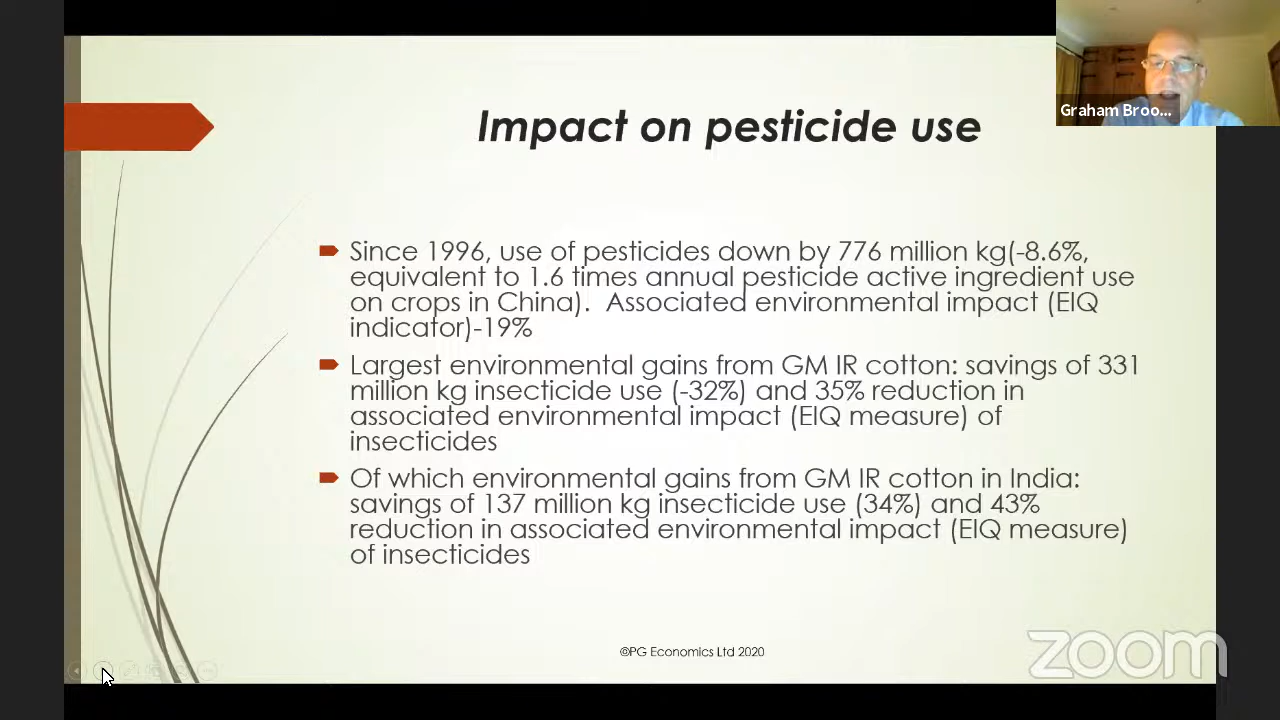 Graham Broo...
Impact on pesticide use
Since 1996, use of pesticides down by 776 million kg(-8.6%,
equivalent to 1.6 times annual pesticide active ingredient use
on crops in China).  Associated environmental impact (EIQ
indicator)-19%
Largest environmental gains from GM IR cotton: savings of 331
million kg insecticide use (-32%) and 35% reduction in
associated environmental impact (EIQ measure) of
insecticides
Of which environmental gains from GM IR cotton in India:
savings of 137 million kg insecticide use (34%) and 43%
reduction in associated environmental impact (EIQ measure)
of insecticides
©PG Economics Ltd 2020
zoom